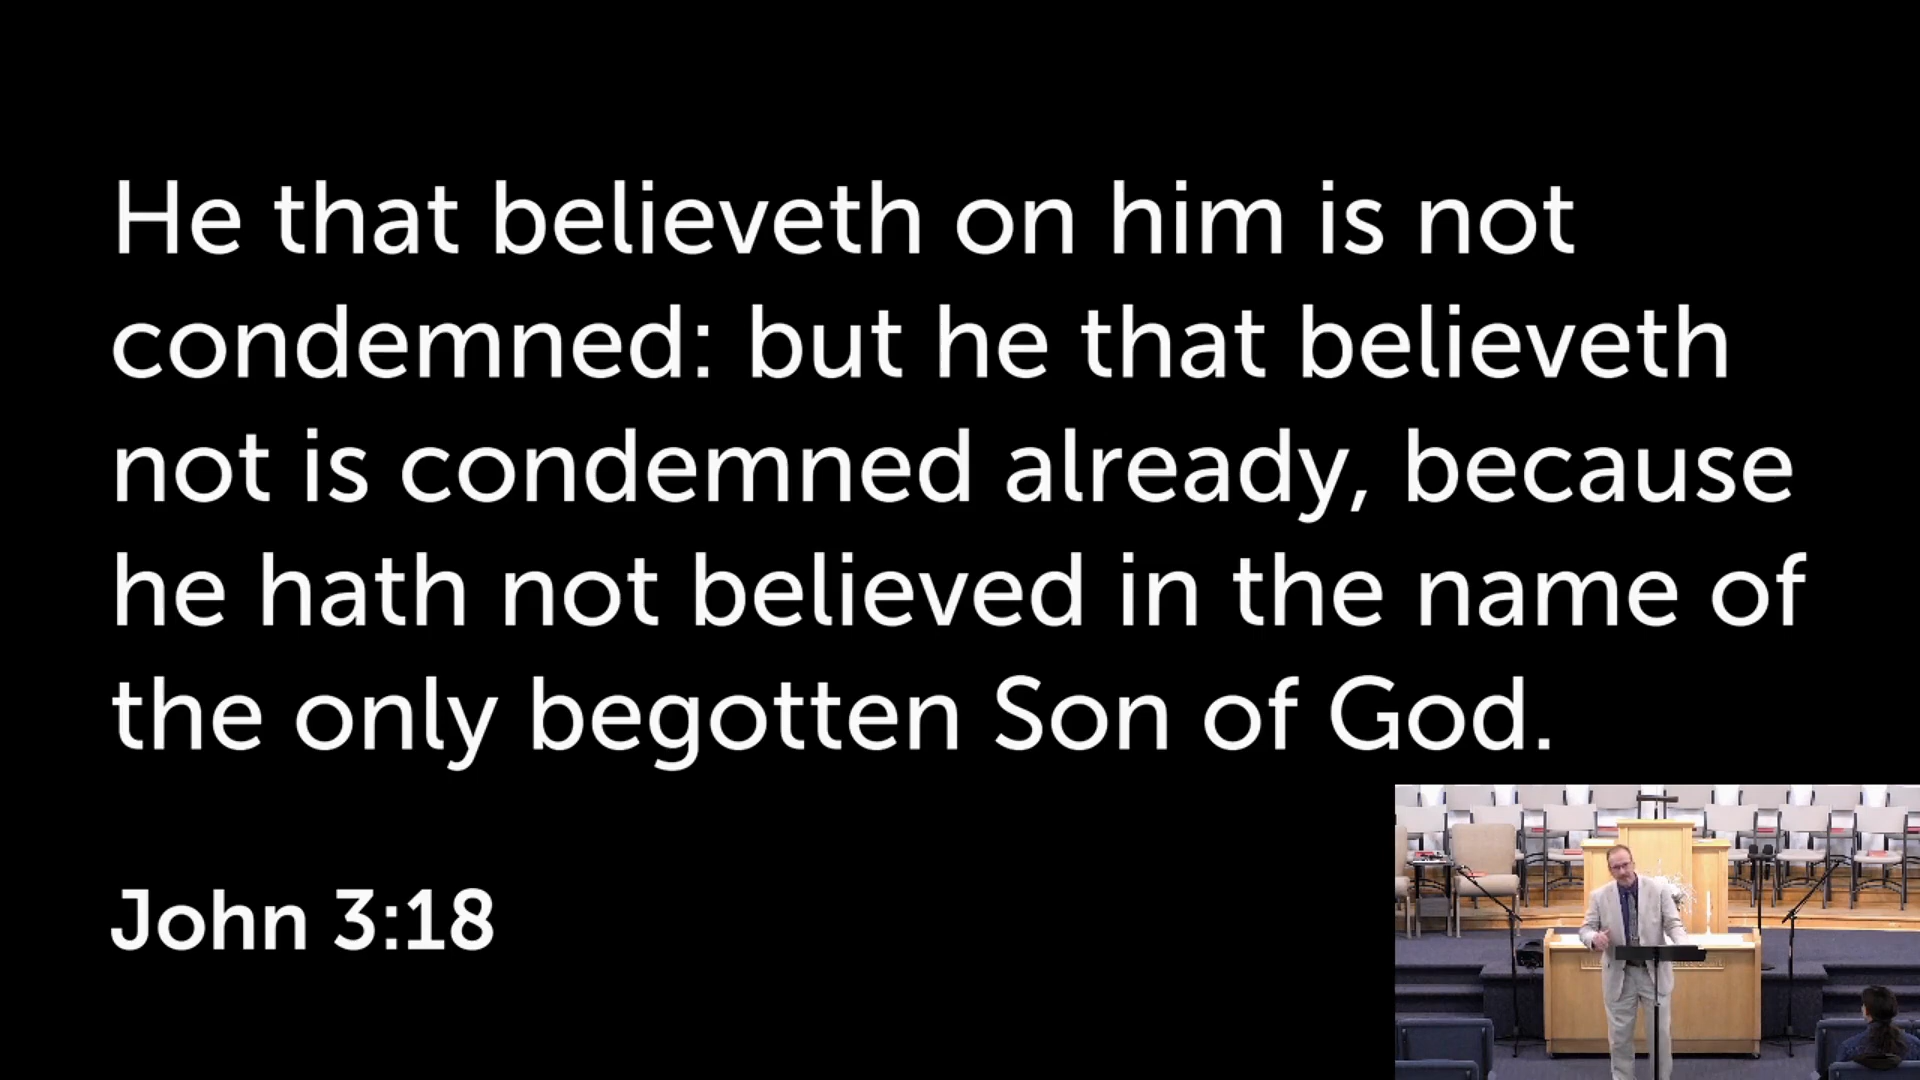 He that believeth on him is not
condemned: but he that believeth
not is condemned already, because
he hath not believed in the name of
the only begotten Son of God.
John 3:18